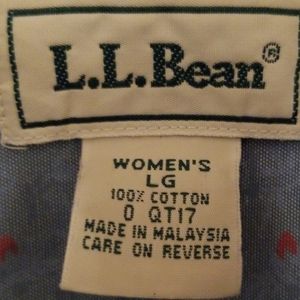 L.L.Bean®
WOMEN'S
LG
100% COTTON
0 QT17
MADE IN MALAYSIA
CARE ON REVERSE